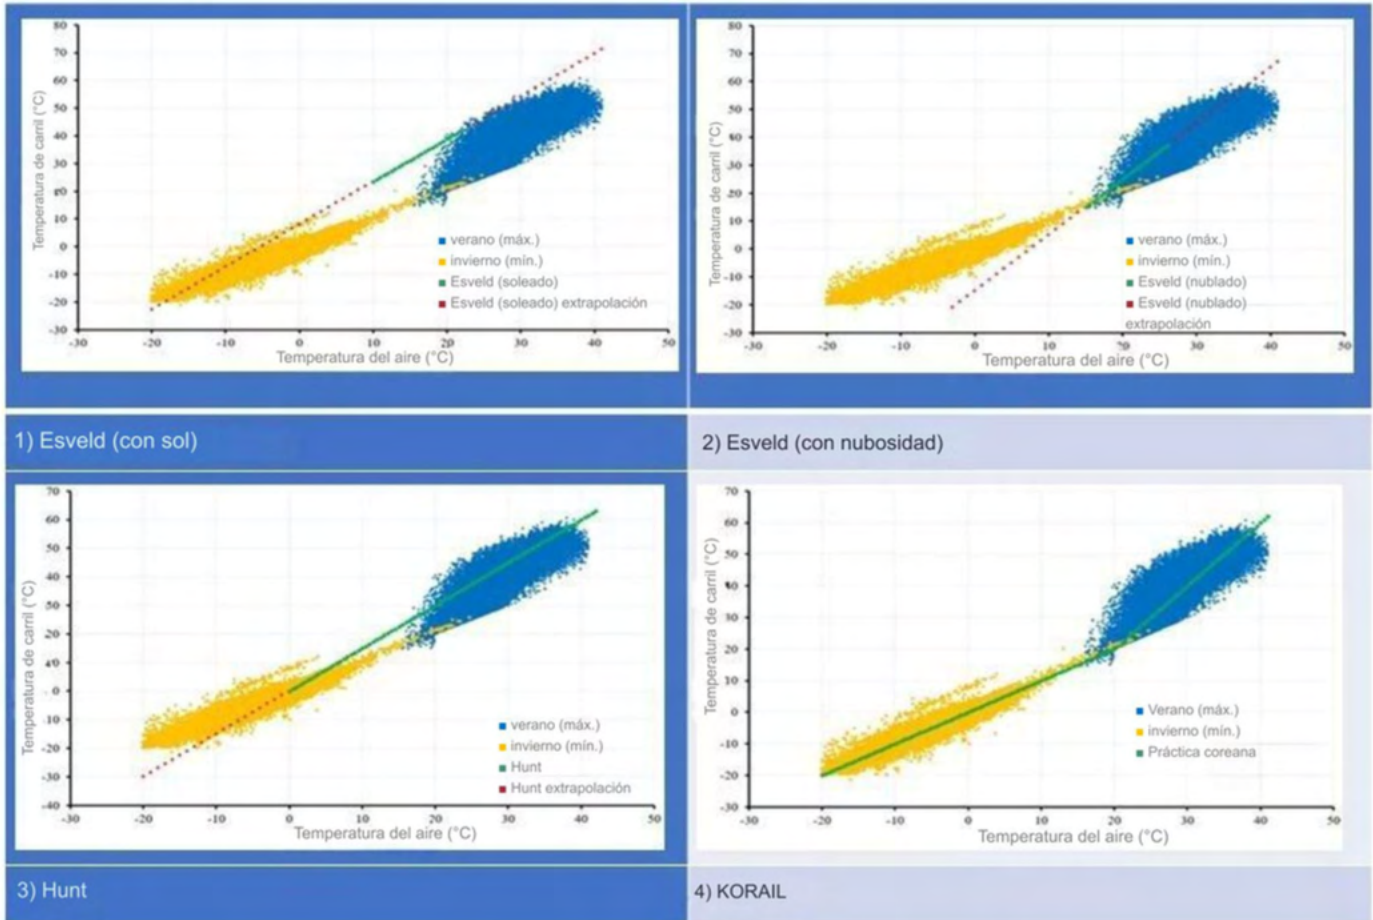 80
70
60
50
40
30
20
10
0
-10
-20
-30
-30 -20 -10 0 10 20 30 40 50
Temperatura de carril (°C)
Temperatura del aire (°C)
verano (máx.)
invierno (mín.)
Esveld (soleado)
Esveld (soleado) extrapolación
80
70
60
50
40
30
20
10
0
-10
-20
-30
-30 -20 -10 0 10 20 30 40 50
Temperatura de carril (°C)
Temperatura del aire (°C)
verano (máx.)
invierno (mín.)
Esveld (nublado)
Esveld (nublado)
extrapolación
1) Esveld (con sol)
2) Esveld (con nubosidad)
70
60
50
40
30
20
10
0
-10
-20
-30
-40
-30 -20 -10 0 10 20 30 40 50
Temperatura de carril (°C)
Temperatura del aire (°C)
verano (máx.)
invierno (mín.)
Hunt
Hunt extrapolación
70
60
50
40
30
20
10
0
-10
-20
-30
-30 -20 -10 0 10 20 30 40 50
Temperatura de carril (°C)
Temperatura del aire (°C)
Verano (máx.)
invierno (mín.)
Práctica coreana
3) Hunt
4) KORAIL